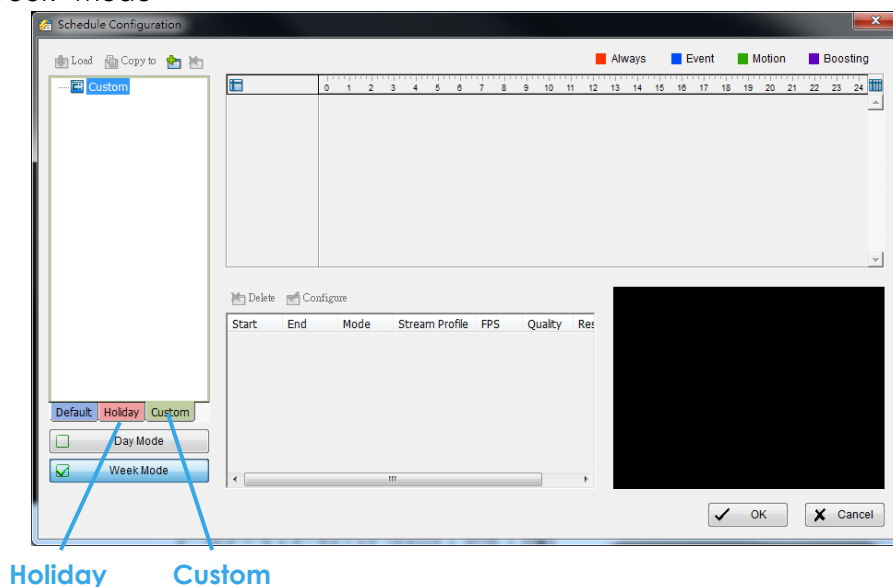 Schedule Configuration
Load Copy to
Always Event Motion Boosting
Custom
0 1 2 3 4 5 6 7 8 9 10 11 12 13 14 15 16 17 18 19 20 21 22 23 24
Delete Configure
Start End Mode Stream Profile FPS Quality Res
Default Holiday Custom
Day Mode
Week Mode
OK Cancel
Holiday Custom